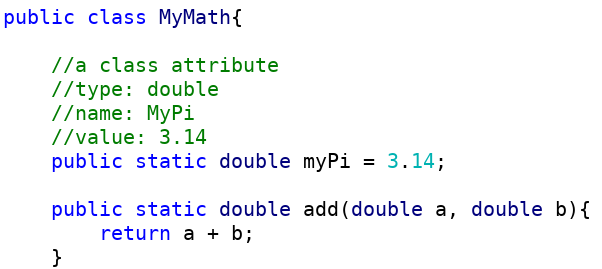 public class MyMath{
//a class attribute
//type: double
//name: MyPi
//value: 3.14
public static double myPi = 3.14;
public static double add(double a, double b){
return a + b;
}